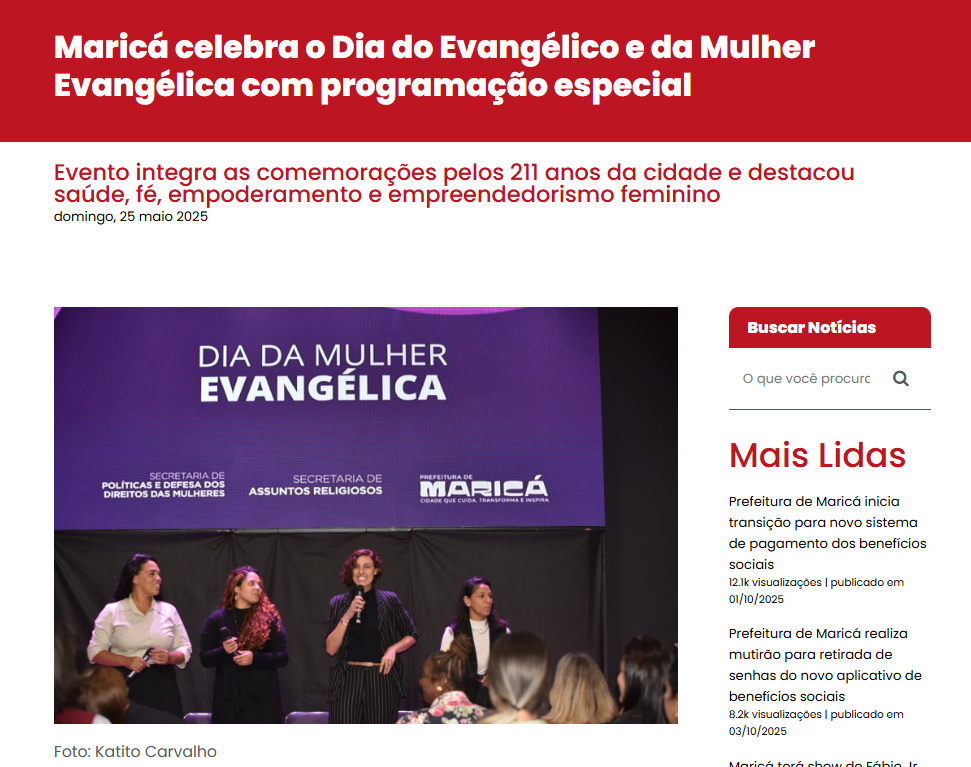 Maricá celebra o Dia do Evangélico e da Mulher
Evangélica com programação especial
Evento integra as comemorações pelos 211 anos da cidade e destacou
saúde, fé, empoderamento e empreendedorismo feminino
domingo, 25 maio 2025
DIA DA MULHER
EVANGÉLICA
SECRETARIA DE
POLÍTICAS E DEFESA DOS
DIREITOS DAS MULHERES
SECRETARIA DE
ASSUNTOS RELIGIOSOS
PREFEITURA DE
MARICÁ
CIDADE QUE CUIDA, TRANSFORMA E INSPIRA
Foto: Katito Carvalho
Buscar Notícias
O que você procurc
Mais Lidas
Prefeitura de Maricá inicia
transição para novo sistema
de pagamento dos benefícios
sociais
12.1k visualizações | publicado em
01/10/2025
Prefeitura de Maricá realiza
mutirão para retirada de
senhas do novo aplicativo de
benefícios sociais
8.2k visualizações | publicado em
03/10/2025
Maricá terá show de Fábio Jr